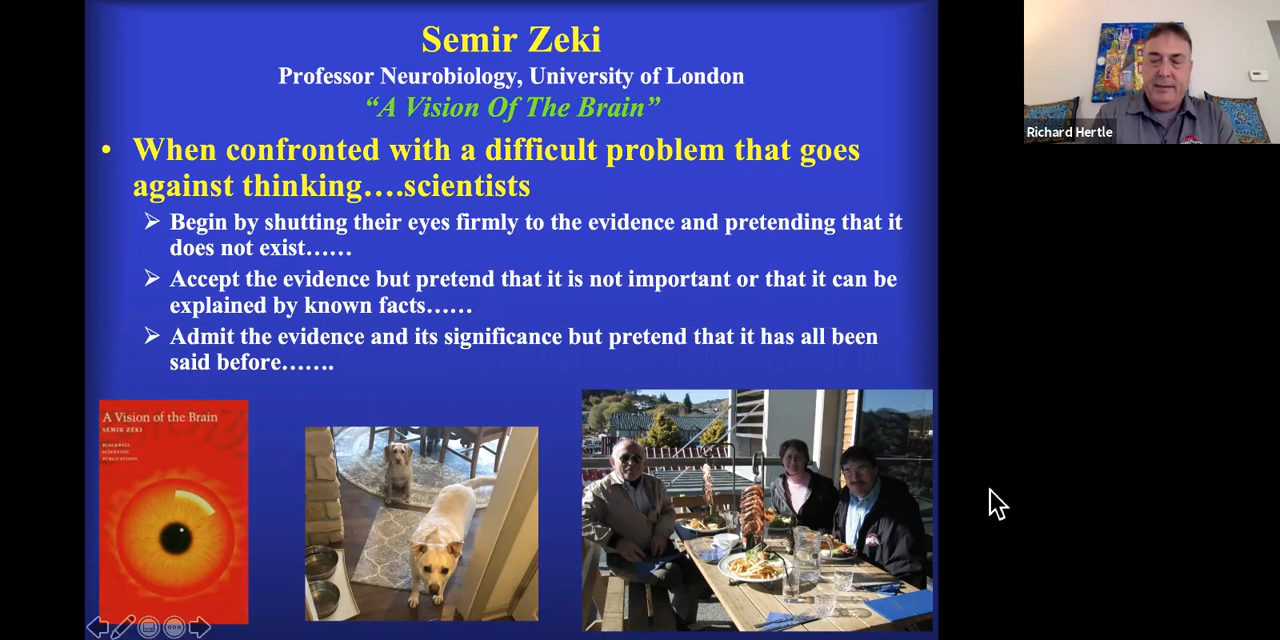 Semir Zeki
Professor Neurobiology, University of London
“A Vision Of The Brain”
• When confronted with a difficult problem that goes
against thinking….scientists
➢ Begin by shutting their eyes firmly to the evidence and pretending that it
does not exist……
➢ Accept the evidence but pretend that it is not important or that it can be
explained by known facts……
➢ Admit the evidence and its significance but pretend that it has all been
said before…….
A Vision of the Brain
SEMIR ZEKI
BLACKWELL
SCIENTIFIC
PUBLICATIONS
Richard Hertle